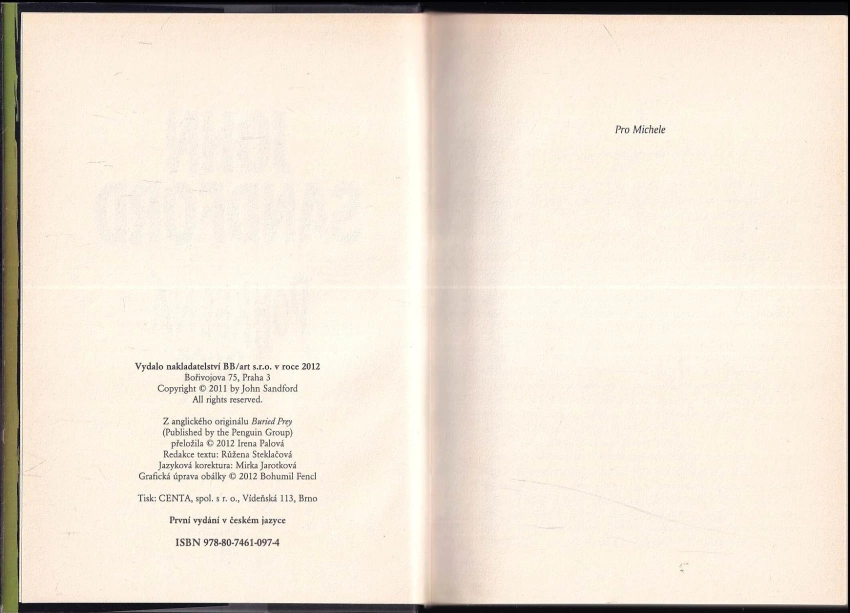 Vydalo nakladatelství BB/art s.r.o. v roce 2012
Bořivojova 75, Praha 3
Copyright © 2011 by John Sandford
All rights reserved.
Z anglického originálu Buried Prey
(Published by the Penguin Group)
přeložila © 2012 Irena Palová
Redakce textu: Růžena Steklačová
Jazyková korektura: Mirka Jarotková
Grafická úprava obálky © 2012 Bohumil Fencl
Tisk: CENTA, spol. s r. o., Vídeňská 113, Brno
První vydání v českém jazyce
ISBN 978-80-7461-097-4
Pro Michele